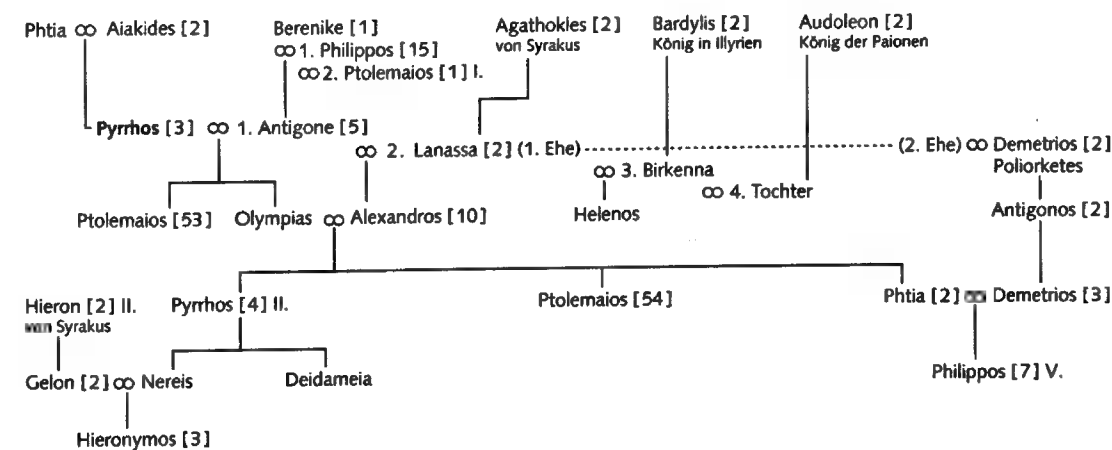 Phtia ∞ Aiakides [2] Berenike [1] Agathokles [2] Bardylis [2] Audoleon [2]
∞ 1. Philippos [15] von Syrakus König in Illyrien König der Paionen
∞ 2. Ptolemaios [1] I.
Pyrrhos [3] ∞ 1. Antigone [5]
∞ 2. Lanassa [2] (1. Ehe) (2. Ehe) ∞ Demetrios [2]
∞ 3. Birkenna Poliorketes
∞ 4. Tochter
Ptolemaios [53] Olympias ∞ Alexandros [10] Helenos Antigonos [2]
Hieron [2] II. Pyrrhos [4] II. Ptolemaios [54] Phtia [2] ∞ Demetrios [3]
von Syrakus
Gelon [2] ∞ Nereis Deidameia Philippos [7] V.
Hieronymos [3]